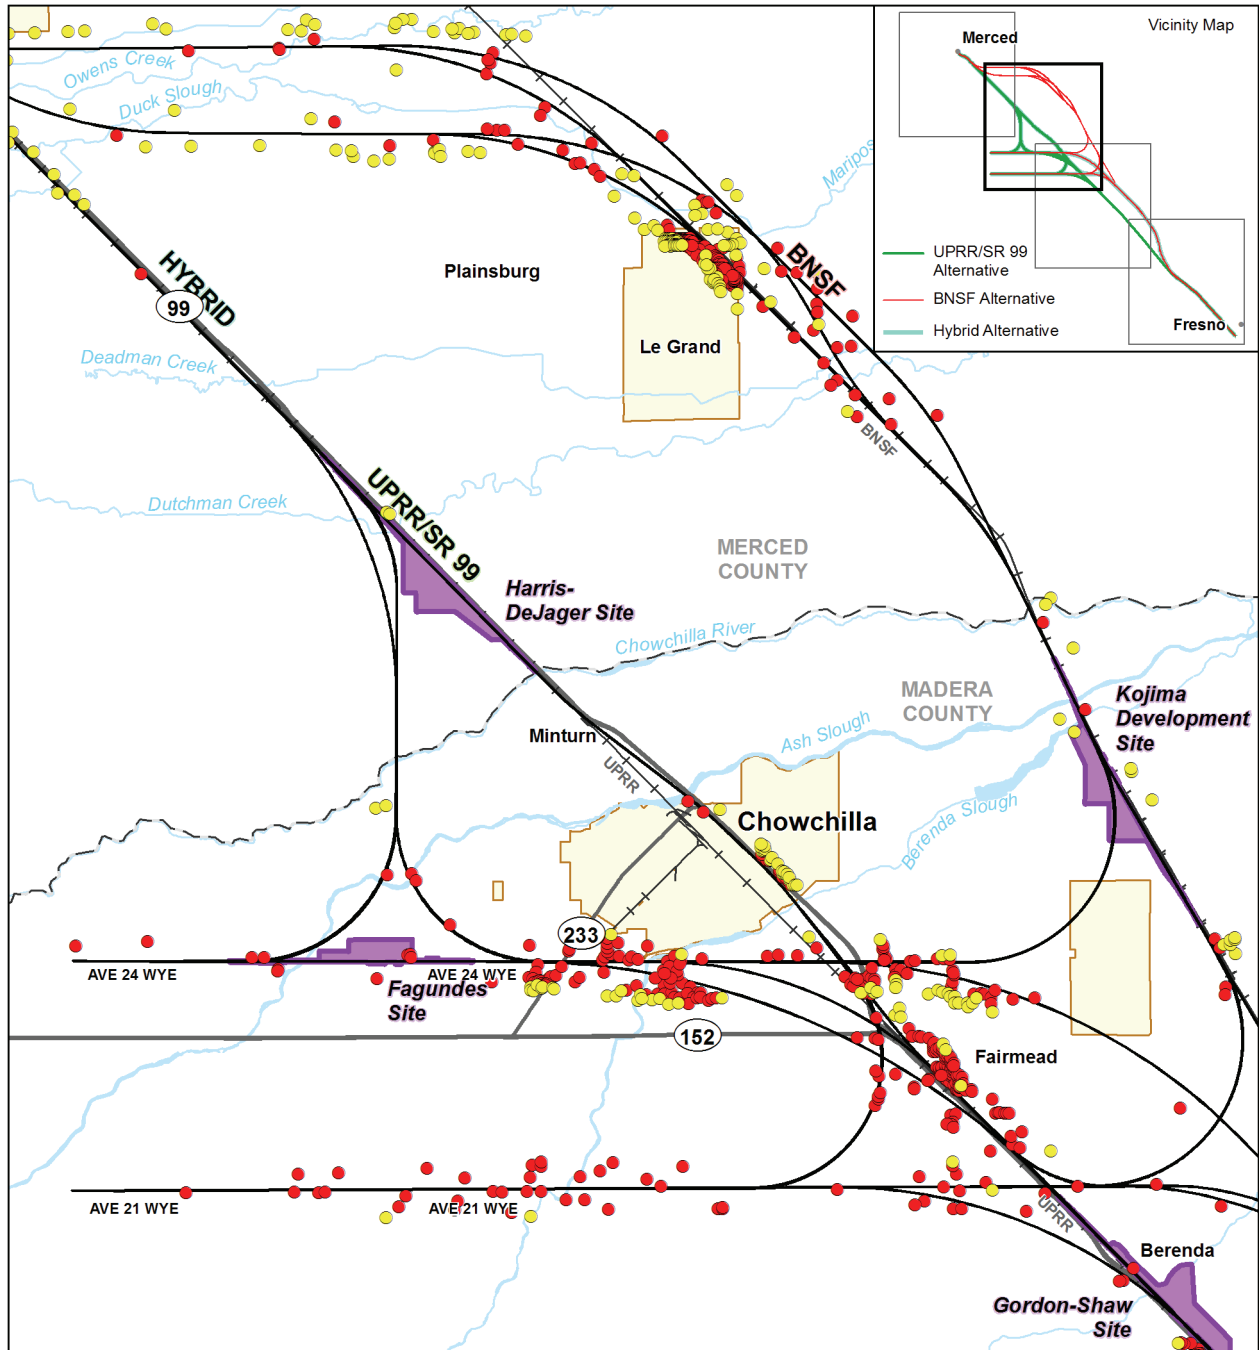 Vicinity Map
Merced
UPRR/SR 99
Alternative
BNSF Alternative
Hybrid Alternative
Fresno
Owens Creek
Duck Slough
Maripos
HYBRID
99
Plainsburg
BNSF
Le Grand
Deadman Creek
BNSF
Dutchman Creek
UPRR/SR 99
MERCED
COUNTY
Harris-
DeJager Site
Chowchilla River
MADERA
COUNTY
Kojima
Development
Site
Minturn
Ash Slough
UPRR
Chowchilla
Berenda Slough
233
AVE 24 WYE
AVE 24 WYE
Fagundes
Site
152
Fairmead
AVE 21 WYE
AVE 21 WYE
UPRR
Berenda
Gordon-Shaw
Site